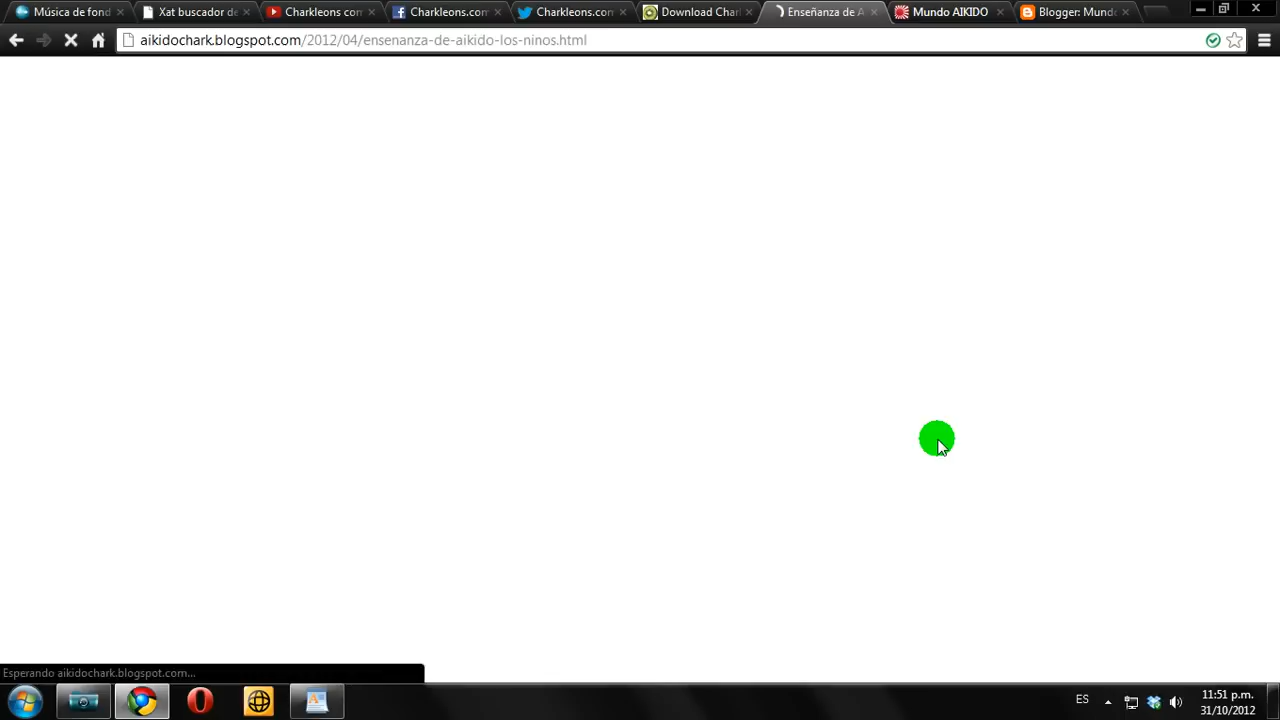 Música de fond
Xat buscador de
Charkleons com
Charkleons.com
Charkleons.com
Download Charl
Enseñanza de A
Mundo AIKIDO
Blogger: Mund
aikidochark.blogspot.com/2012/04/ensenanza-de-aikido-los-ninos.html
Esperando aikidochark.blogspot.com...
ES
11:51 p.m.
31/10/2012